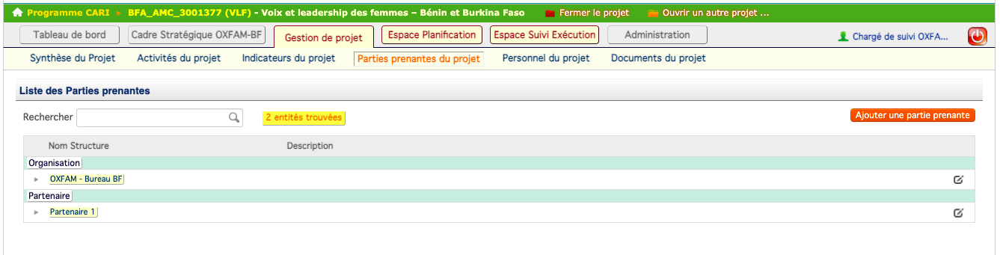 Programme CARI ▸ BFA_AMC_3001377 (VLF) - Voix et leadership des femmes – Bénin et Burkina Faso Fermer le projet Ouvrir un autre projet ...
Tableau de bord Cadre Stratégique OXFAM-BF Gestion de projet Espace Planification Espace Suivi Exécution Administration Chargé de suivi OXFA...
Synthèse du Projet Activités du projet Indicateurs du projet Parties prenantes du projet Personnel du projet Documents du projet
Liste des Parties prenantes
Rechercher 2 entités trouvées Ajouter une partie prenante
Nom Structure Description
Organisation
OXFAM - Bureau BF
Partenaire
Partenaire 1